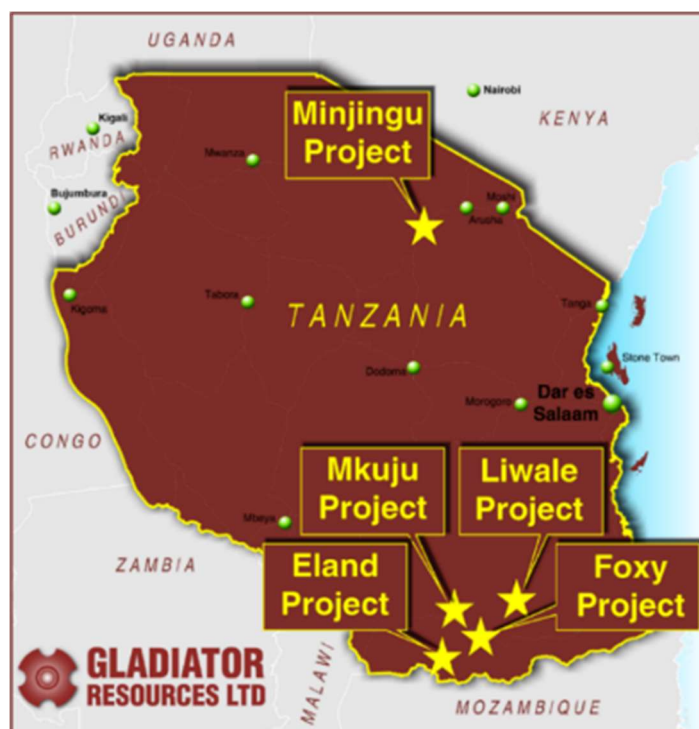 UGANDA
Nairobi
KENYA
Minjingu
Project
Kigali
RWANDA
Mwanza
Bujumbura
BURUNDI
Moshi
Arusha
Kigoma
Tabora
TANZANIA
Tanga
Stone Town
Dodoma
Morogoro
Dar es
Salaam
CONGO
Mkuju
Project
Liwale
Project
Mbeya
ZAMBIA
Eland
Project
Foxy
Project
GLADIATOR
RESOURCES LTD
MALAWI
MOZAMBIQUE